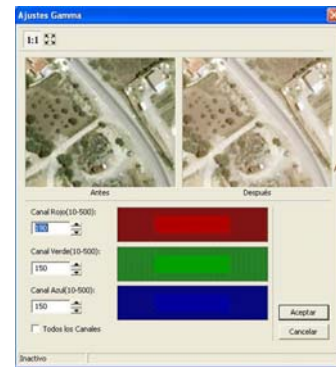 Ajustes Gamma
1:1
Antes
Después
Canal Rojo(10-500):
Canal Verde(10-500):
150
Canal Azul(10-500):
150
Todos los Canales
Aceptar
Cancelar
Inactivo